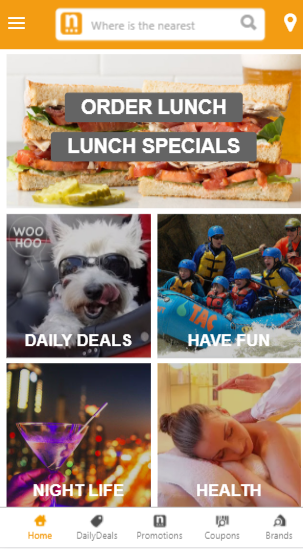 n Where is the nearest
ORDER LUNCH
LUNCH SPECIALS
WOO
HOO
DAILY DEALS
TAC
HAVE FUN
NIGHT LIFE
HEALTH
Home DailyDeals Promotions Coupons Brands